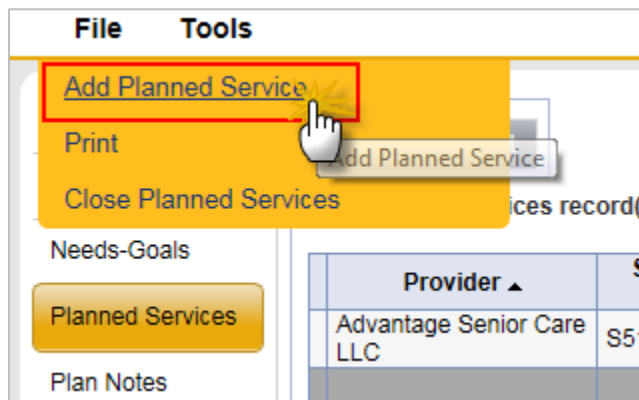 File Tools
Add Planned Service
Print
Add Planned Service
Close Planned Services
ices record(
Needs-Goals
Provider
Planned Services
Advantage Senior Care
LLC
S5
Plan Notes